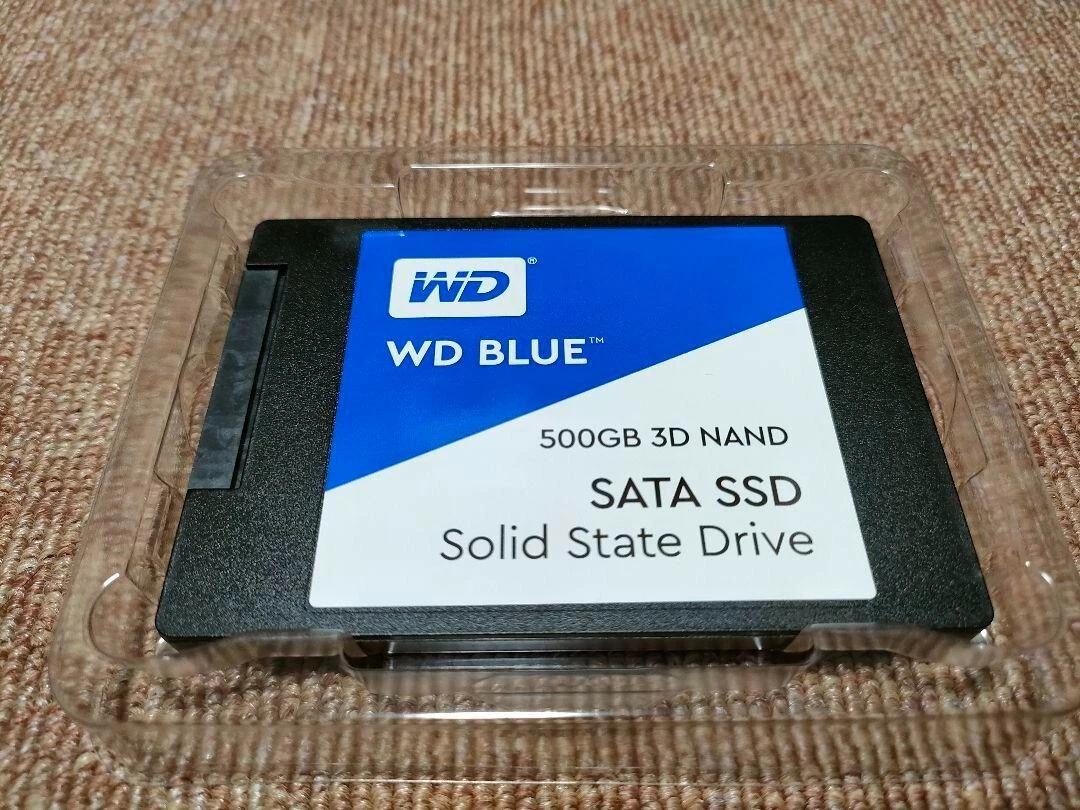 WD®
WD BLUE™
500GB 3D NAND
SATA SSD
Solid State Drive